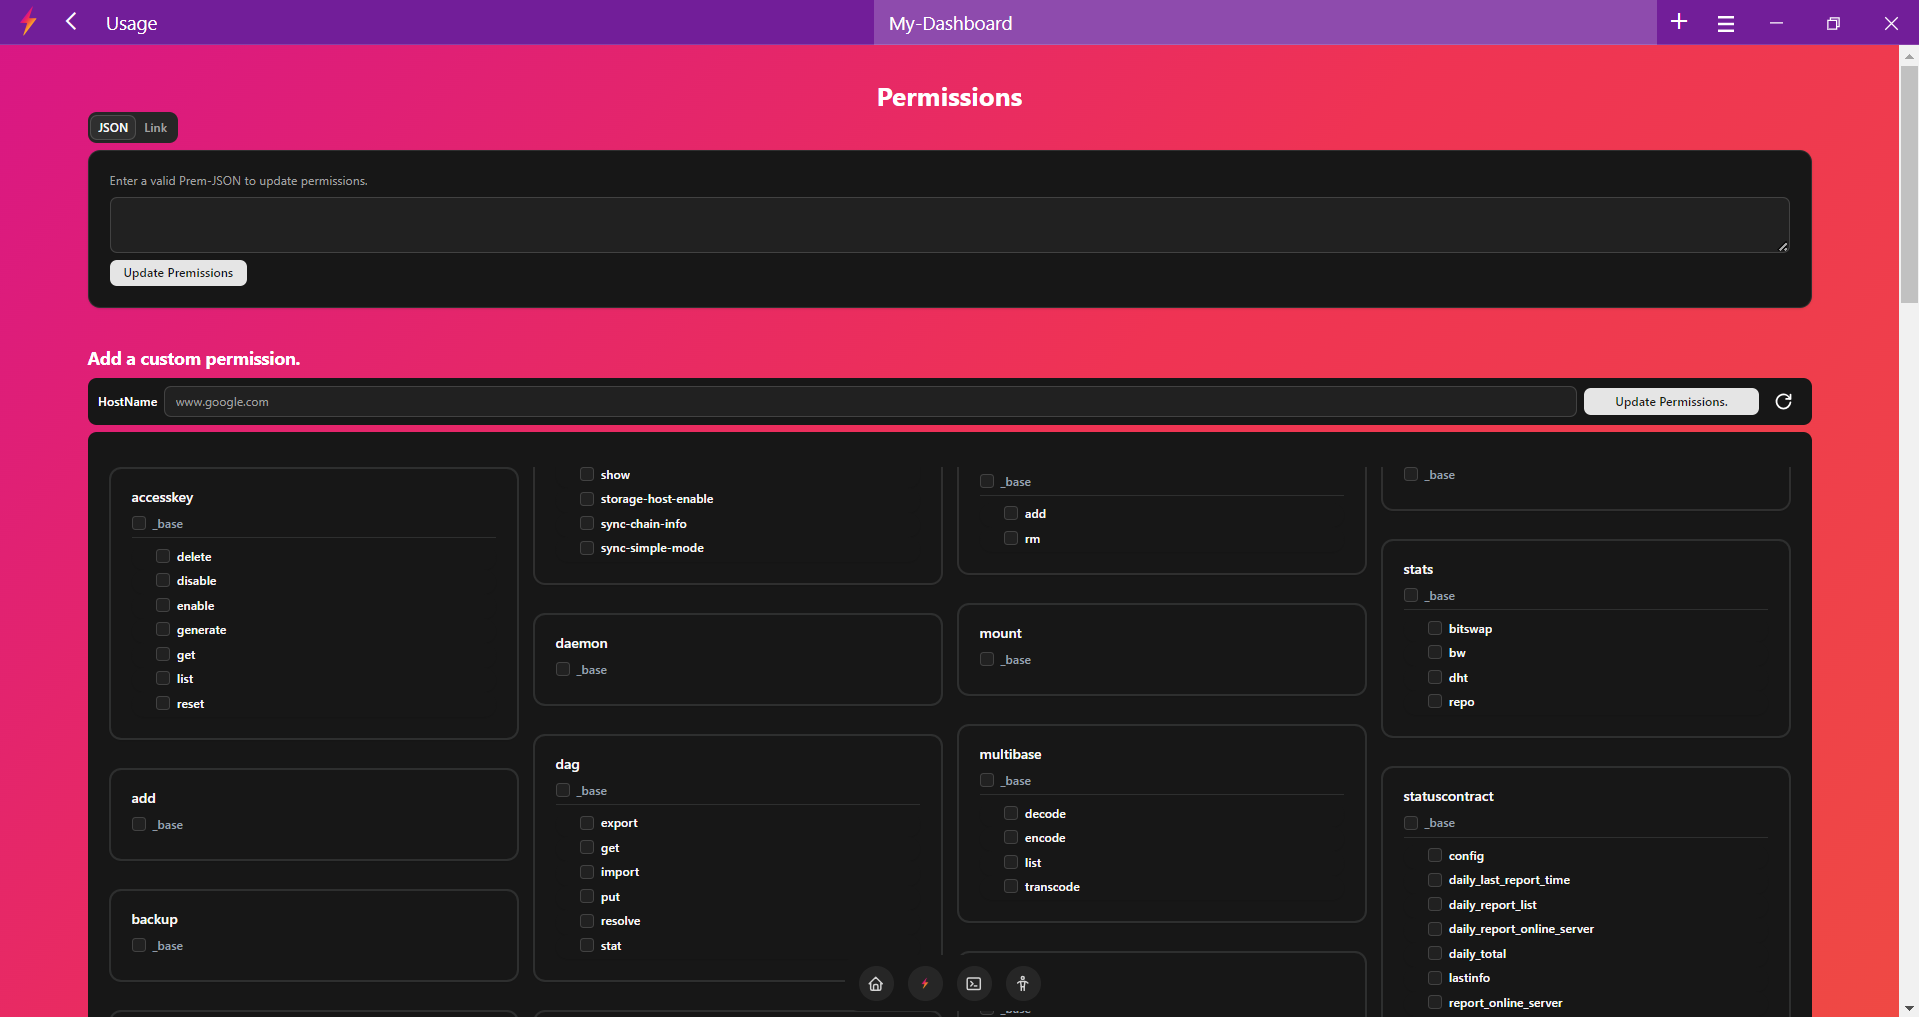 Usage
My-Dashboard
Permissions
JSON Link
Enter a valid Prem-JSON to update permissions.
Update Premissions
Add a custom permission.
HostName www.google.com Update Permissions.
accesskey
_base
delete
disable
enable
generate
get
list
reset
add
_base
backup
_base
show
storage-host-enable
sync-chain-info
sync-simple-mode
daemon
_base
dag
_base
export
get
import
put
resolve
stat
_base
add
rm
mount
_base
multibase
_base
decode
encode
list
transcode
_base
_base
stats
_base
bitswap
bw
dht
repo
statuscontract
_base
config
daily_last_report_time
daily_report_list
daily_report_online_server
daily_total
lastinfo
report_online_server